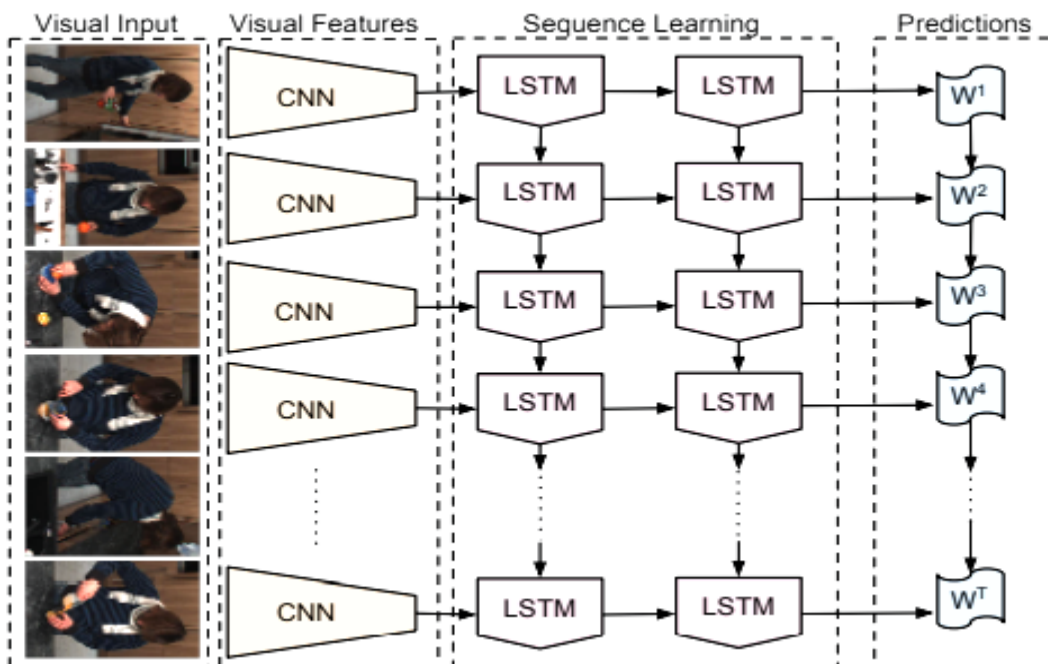 Visual Input Visual Features Sequence Learning Predictions
CNN LSTM LSTM W¹
CNN LSTM LSTM W²
CNN LSTM LSTM W³
CNN LSTM LSTM W⁴
CNN LSTM LSTM Wᵀ